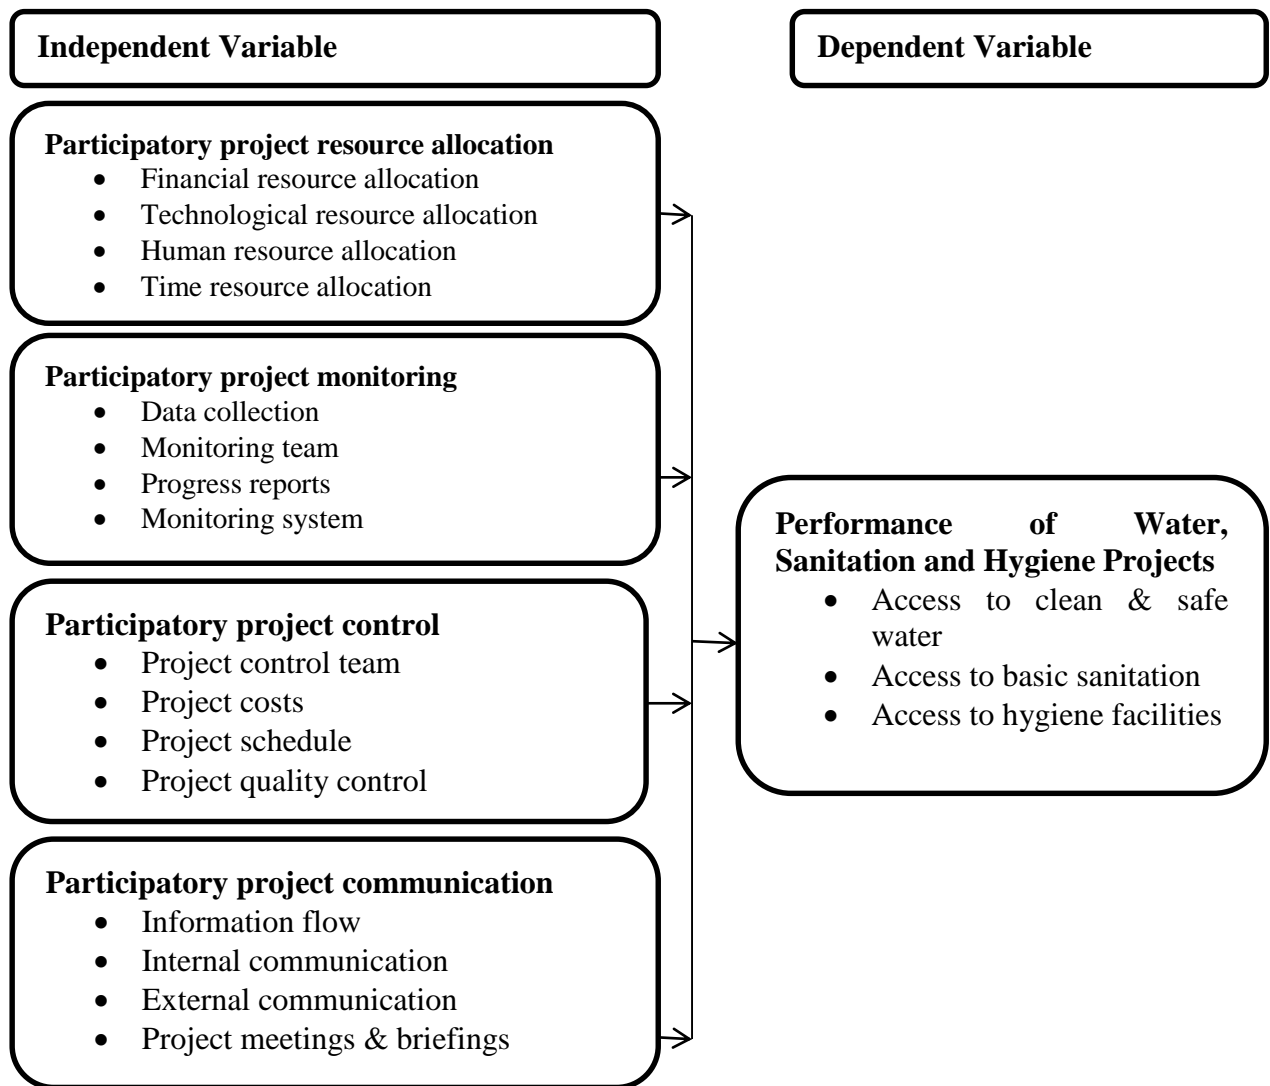 Independent Variable
Dependent Variable
Participatory project resource allocation
• Financial resource allocation
• Technological resource allocation
• Human resource allocation
• Time resource allocation
Participatory project monitoring
• Data collection
• Monitoring team
• Progress reports
• Monitoring system
Participatory project control
• Project control team
• Project costs
• Project schedule
• Project quality control
Participatory project communication
• Information flow
• Internal communication
• External communication
• Project meetings & briefings
Performance of Water,
Sanitation and Hygiene Projects
• Access to clean & safe
water
• Access to basic sanitation
• Access to hygiene facilities